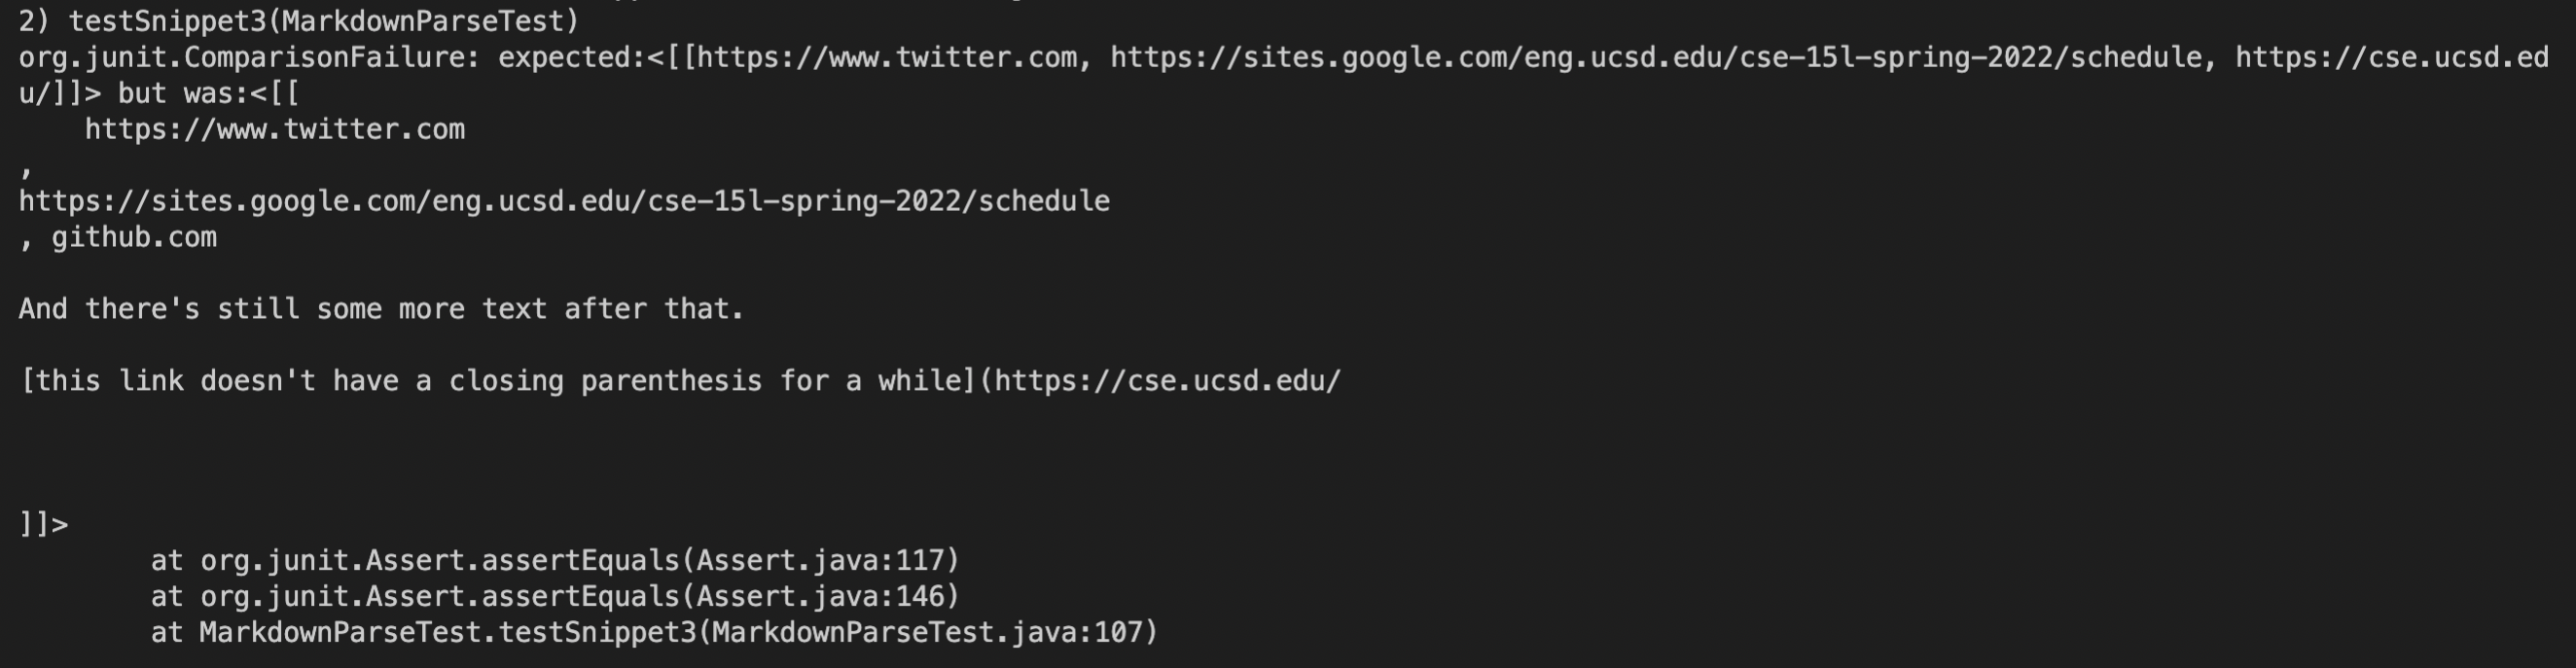 2) testSnippet3(MarkdownParseTest)
org.junit.ComparisonFailure: expected:<[[https://www.twitter.com, https://sites.google.com/eng.ucsd.edu/cse-15l-spring-2022/schedule, https://cse.ucsd.ed
u/]]> but was:<[[
    https://www.twitter.com
,
https://sites.google.com/eng.ucsd.edu/cse-15l-spring-2022/schedule
, github.com

And there's still some more text after that.

[this link doesn't have a closing parenthesis for a while](https://cse.ucsd.edu/



]]>
        at org.junit.Assert.assertEquals(Assert.java:117)
        at org.junit.Assert.assertEquals(Assert.java:146)
        at MarkdownParseTest.testSnippet3(MarkdownParseTest.java:107)